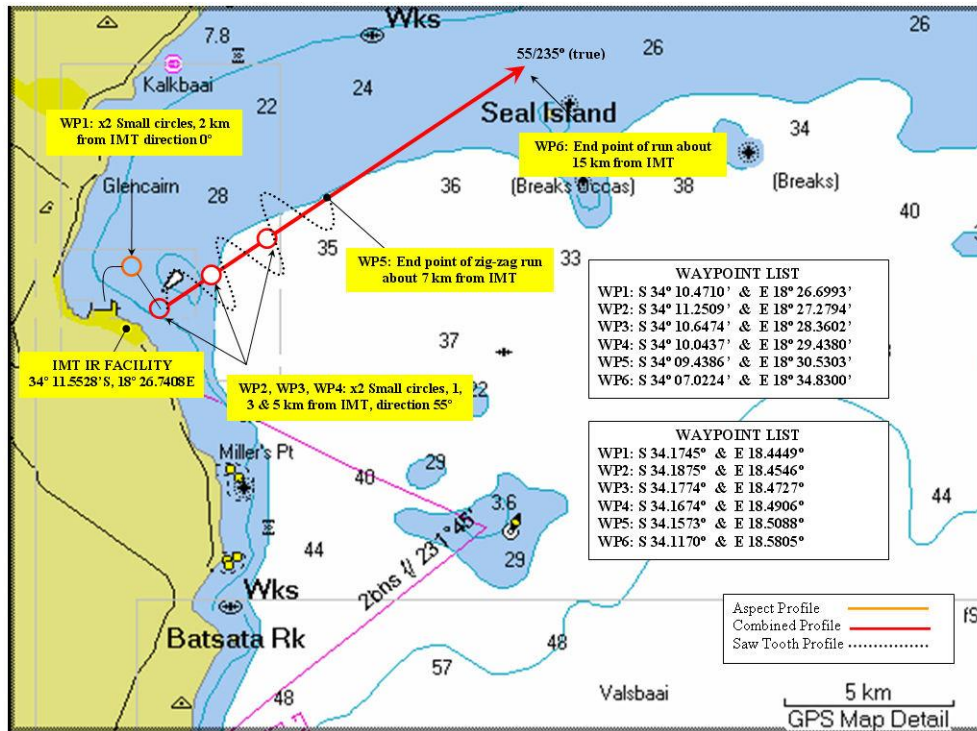 Wks
7.8
26
26
55/235° (true)
Kalkbaai
24
22
Seal Island
WP1: x2 Small circles, 2 km
from IMT direction 0°
34
WP6: End point of run about
15 km from IMT
Glencairn
28
36
(Breaks Occas)
38
(Breaks)
40
35
33
WP5: End point of zig-zag run
about 7 km from IMT
WAYPOINT LIST
WP1: S 34° 10.4710' & E 18° 26.6993'
WP2: S 34° 11.2509' & E 18° 27.2794'
WP3: S 34° 10.6474' & E 18° 28.3602'
WP4: S 34° 10.0437' & E 18° 29.4380'
WP5: S 34° 09.4386' & E 18° 30.5303'
WP6: S 34° 07.0224' & E 18° 34.8300'
37
IMT IR FACILITY
34° 11.5528'S, 18° 26.7408E
WP2, WP3, WP4: x2 Small circles, 1,
3 & 5 km from IMT, direction 55°
22
WAYPOINT LIST
WP1: S 34.1745° & E 18.4449°
WP2: S 34.1875° & E 18.4546°
WP3: S 34.1774° & E 18.4727°
WP4: S 34.1674° & E 18.4906°
WP5: S 34.1573° & E 18.5088°
WP6: S 34.1170° & E 18.5805°
Miller's Pt
29
40
3.6
44
44
29
2bhs // 231°45'
Wks
Batsata Rk
Aspect Profile
Combined Profile
Saw Tooth Profile
fS
48
57
48
Valsbaai
5 km
GPS Map Detail